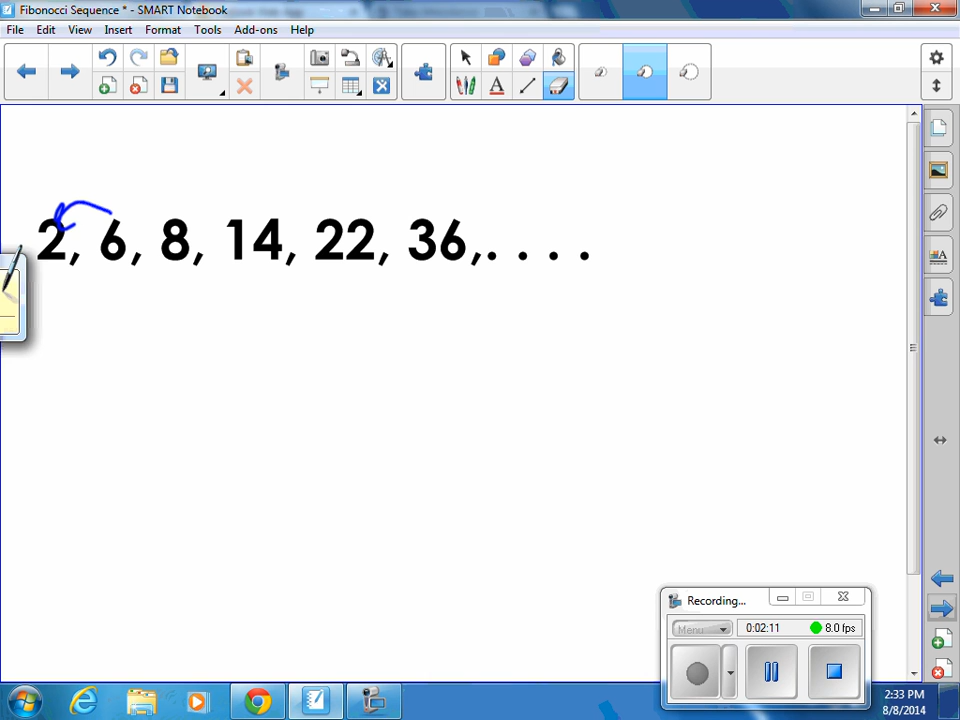 Fibonocci Sequence * - SMART Notebook
File Edit View Insert Format Tools Add-ons Help
2, 6, 8, 14, 22, 36,. . . .
Recording...
Menu 0:02:11 8.0 fps
2:33 PM
8/8/2014